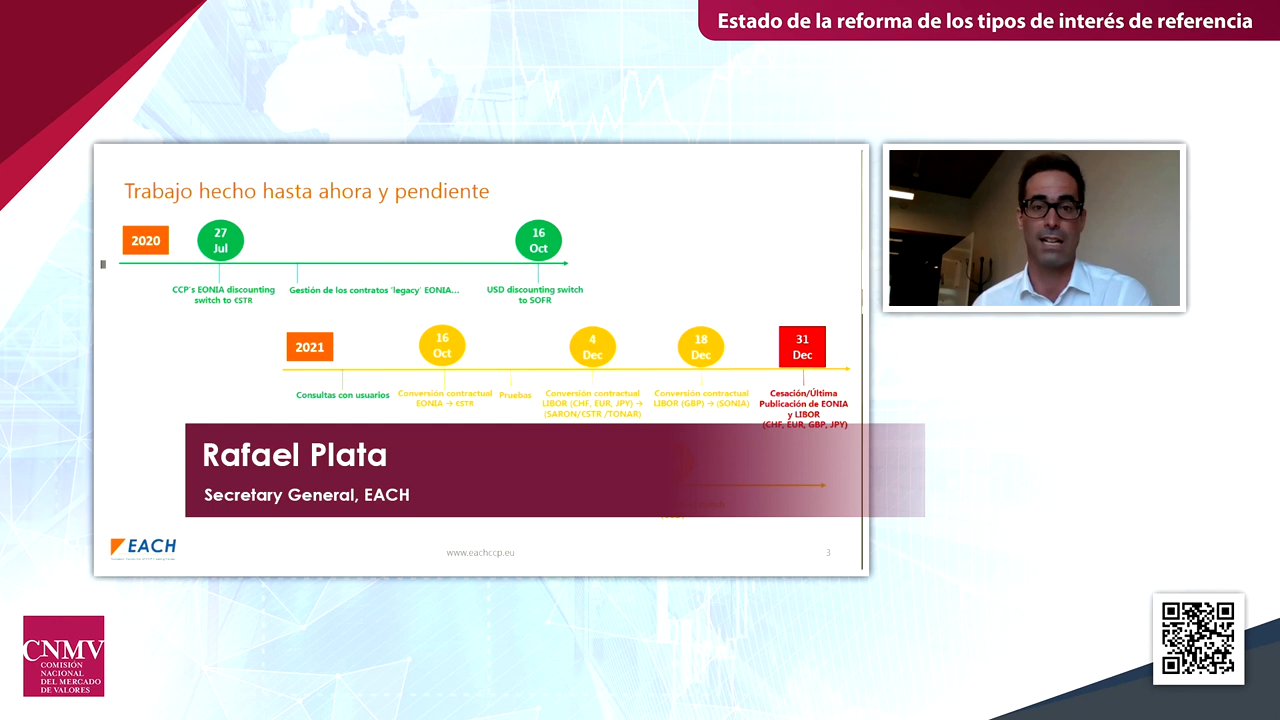 Estado de la reforma de los tipos de interés de referencia
Trabajo hecho hasta ahora y pendiente
2020
27
Jul
16
Oct
CCP's EONIA discounting
switch to €STR
Gestión de los contratos 'legacy' EONIA...
USD discounting switch
to SOFR
2021
16
Oct
4
Dec
18
Dec
31
Dec
Consultas con usuarios
Conversión contractual
EONIA → €STR
Pruebas
Conversión contractual
LIBOR (CHF, EUR, JPY) →
(SARON/€STR /TONAR)
Conversión contractual
LIBOR (GBP) → (SONIA)
Cesación/Última
Publicación de EONIA
y LIBOR
(CHF, EUR, GBP, JPY)
Rafael Plata
Secretary General, EACH
EACH
www.eachccp.eu
3
CNMV
COMISIÓN
NACIONAL
DEL MERCADO
DE VALORES